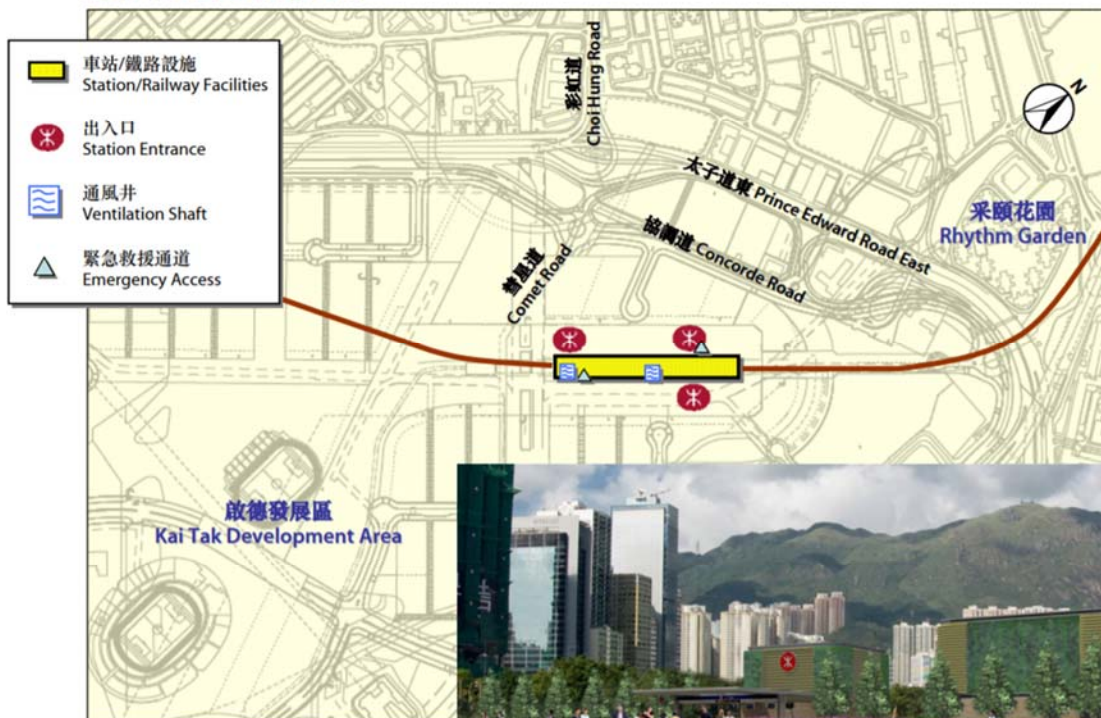 車站/鐵路設施
Station/Railway Facilities
出入口
Station Entrance
通風井
Ventilation Shaft
緊急救援通道
Emergency Access
彩虹道
Choi Hung Road
N
太子道東 Prince Edward Road East
采頤花園
Rhythm Garden
協調道 Concorde Road
彗星道
Comet Road
啟德發展區
Kai Tak Development Area